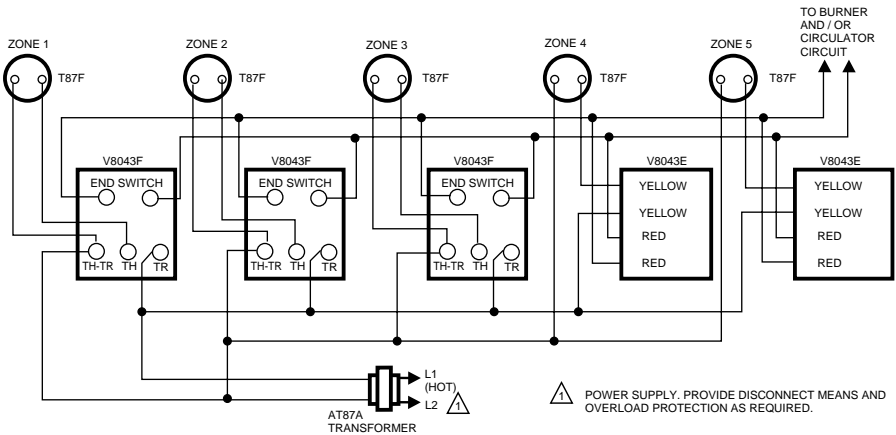 TO BURNER
AND / OR
CIRCULATOR
CIRCUIT
ZONE 1
ZONE 2
ZONE 3
ZONE 4
ZONE 5
T87F
T87F
T87F
T87F
T87F
V8043F
V8043F
V8043F
V8043E
V8043E
END SWITCH
END SWITCH
END SWITCH
YELLOW
YELLOW
RED
RED
YELLOW
YELLOW
RED
RED
TH-TR TH TR
TH-TR TH TR
TH-TR TH TR
L1
(HOT)
L2
1
AT87A
TRANSFORMER
1 POWER SUPPLY. PROVIDE DISCONNECT MEANS AND
OVERLOAD PROTECTION AS REQUIRED.